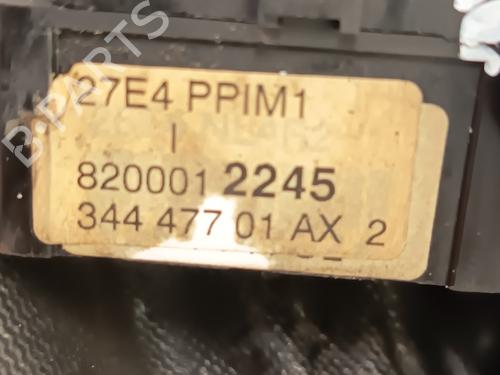 27E4 PPIM1
I
820001 2245
344 477 01 AX 2
B-PARTS